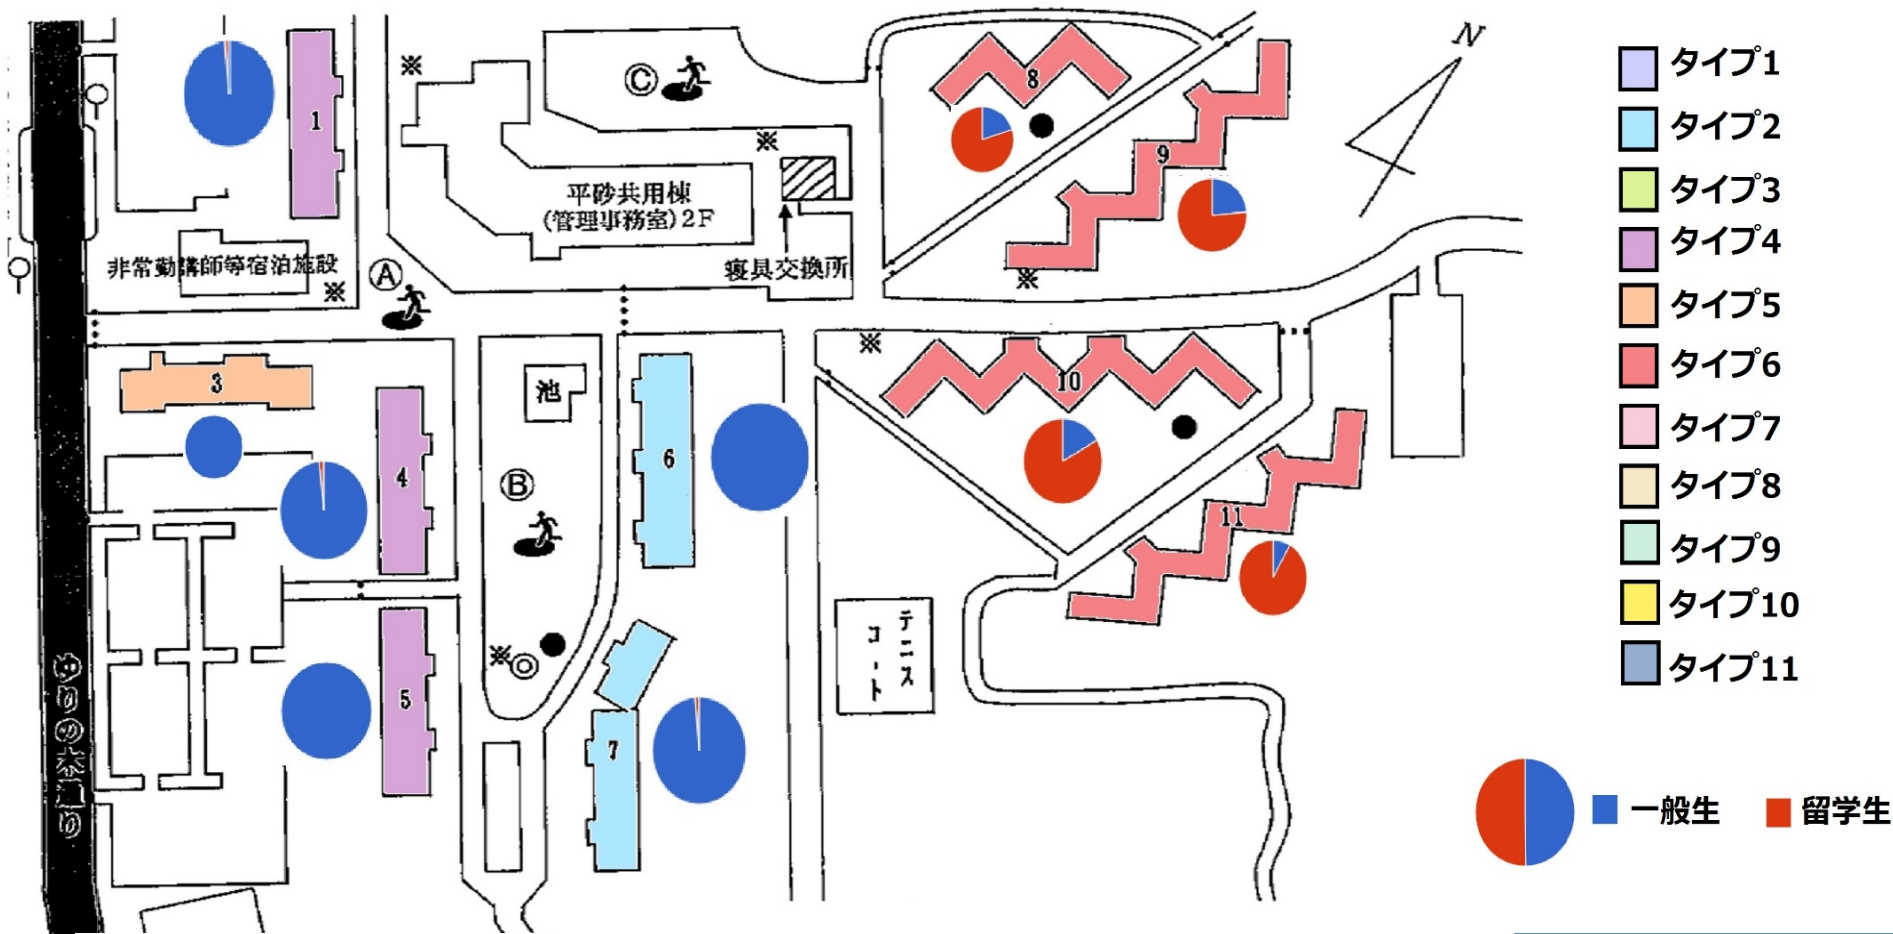 N
1
※
Ⓒ
※
8
9
平砂共用棟
(管理事務室)2F
寝具交換所
※
非常勤講師等宿泊施設
※
Ⓐ
3
4
5
池
Ⓑ
※
◎
6
7
※
10
11
テニス
コート
ゆりの木通り
タイプ1
タイプ2
タイプ3
タイプ4
タイプ5
タイプ6
タイプ7
タイプ8
タイプ9
タイプ10
タイプ11
一般生
留学生